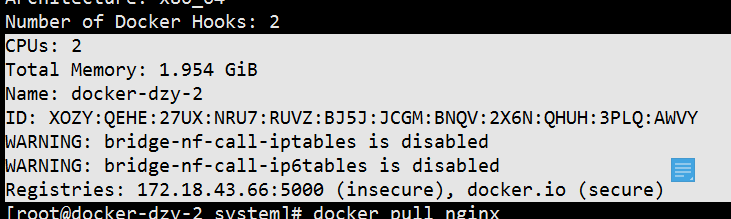 Architecture: x86_64
Number of Docker Hooks: 2
CPUs: 2
Total Memory: 1.954 GiB
Name: docker-dzy-2
ID: XOZY:QEHE:27UX:NRU7:RUVZ:BJ5J:JCGM:BNQV:2X6N:QHUH:3PLQ:AWVY
WARNING: bridge-nf-call-iptables is disabled
WARNING: bridge-nf-call-ip6tables is disabled
Registries: 172.18.43.66:5000 (insecure), docker.io (secure)
[root@docker-dzy-2 system]# docker pull nginx